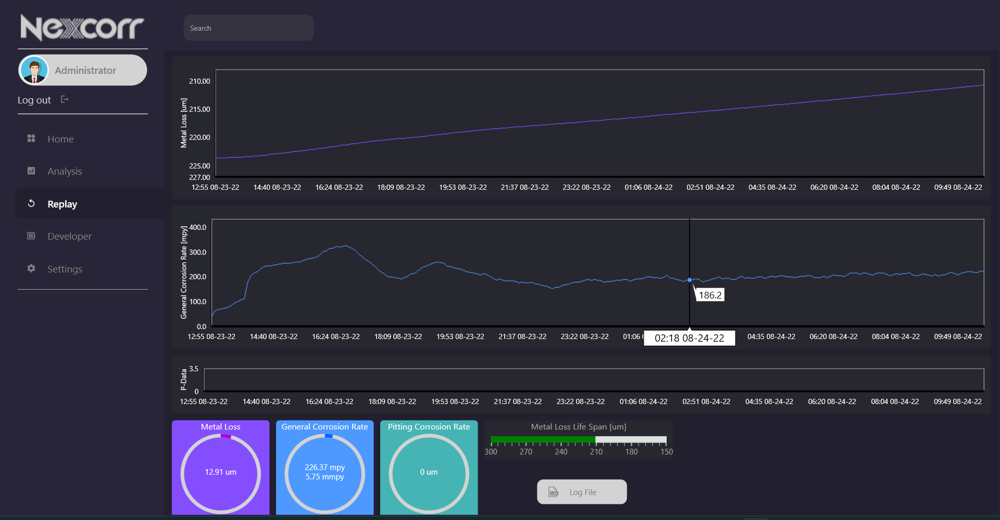 Nexcorr
Search
Administrator
Log out
Home
Analysis
Replay
Developer
Settings
Metal Loss [um]
210.00
215.00
220.00
225.00
227.00
12:55 08-23-22 14:40 08-23-22 16:24 08-23-22 18:09 08-23-22 19:53 08-23-22 21:37 08-23-22 23:22 08-23-22 01:06 08-24-22 02:51 08-24-22 04:35 08-24-22 06:20 08-24-22 08:04 08-24-22 09:49 08-24-22
General Corrosion Rate [mpy]
400.0
300.0
200.0
100.0
0.0
186.2
12:55 08-23-22 14:40 08-23-22 16:24 08-23-22 18:09 08-23-22 19:53 08-23-22 21:37 08-23-22 23:22 08-23-22 01:06 02:18 08-24-22 04:35 08-24-22 06:20 08-24-22 08:04 08-24-22 09:49 08-24-22
P-Data
3.5
0
12:55 08-23-22 14:40 08-23-22 16:24 08-23-22 18:09 08-23-22 19:53 08-23-22 21:37 08-23-22 23:22 08-23-22 01:06 08-24-22 02:51 08-24-22 04:35 08-24-22 06:20 08-24-22 08:04 08-24-22 09:49 08-24-22
Metal Loss
12.91 um
General Corrosion Rate
226.37 mpy
5.75 mmpy
Pitting Corrosion Rate
0 um
Metal Loss Life Span [um]
300 270 240 210 180 150
LOG
Log File